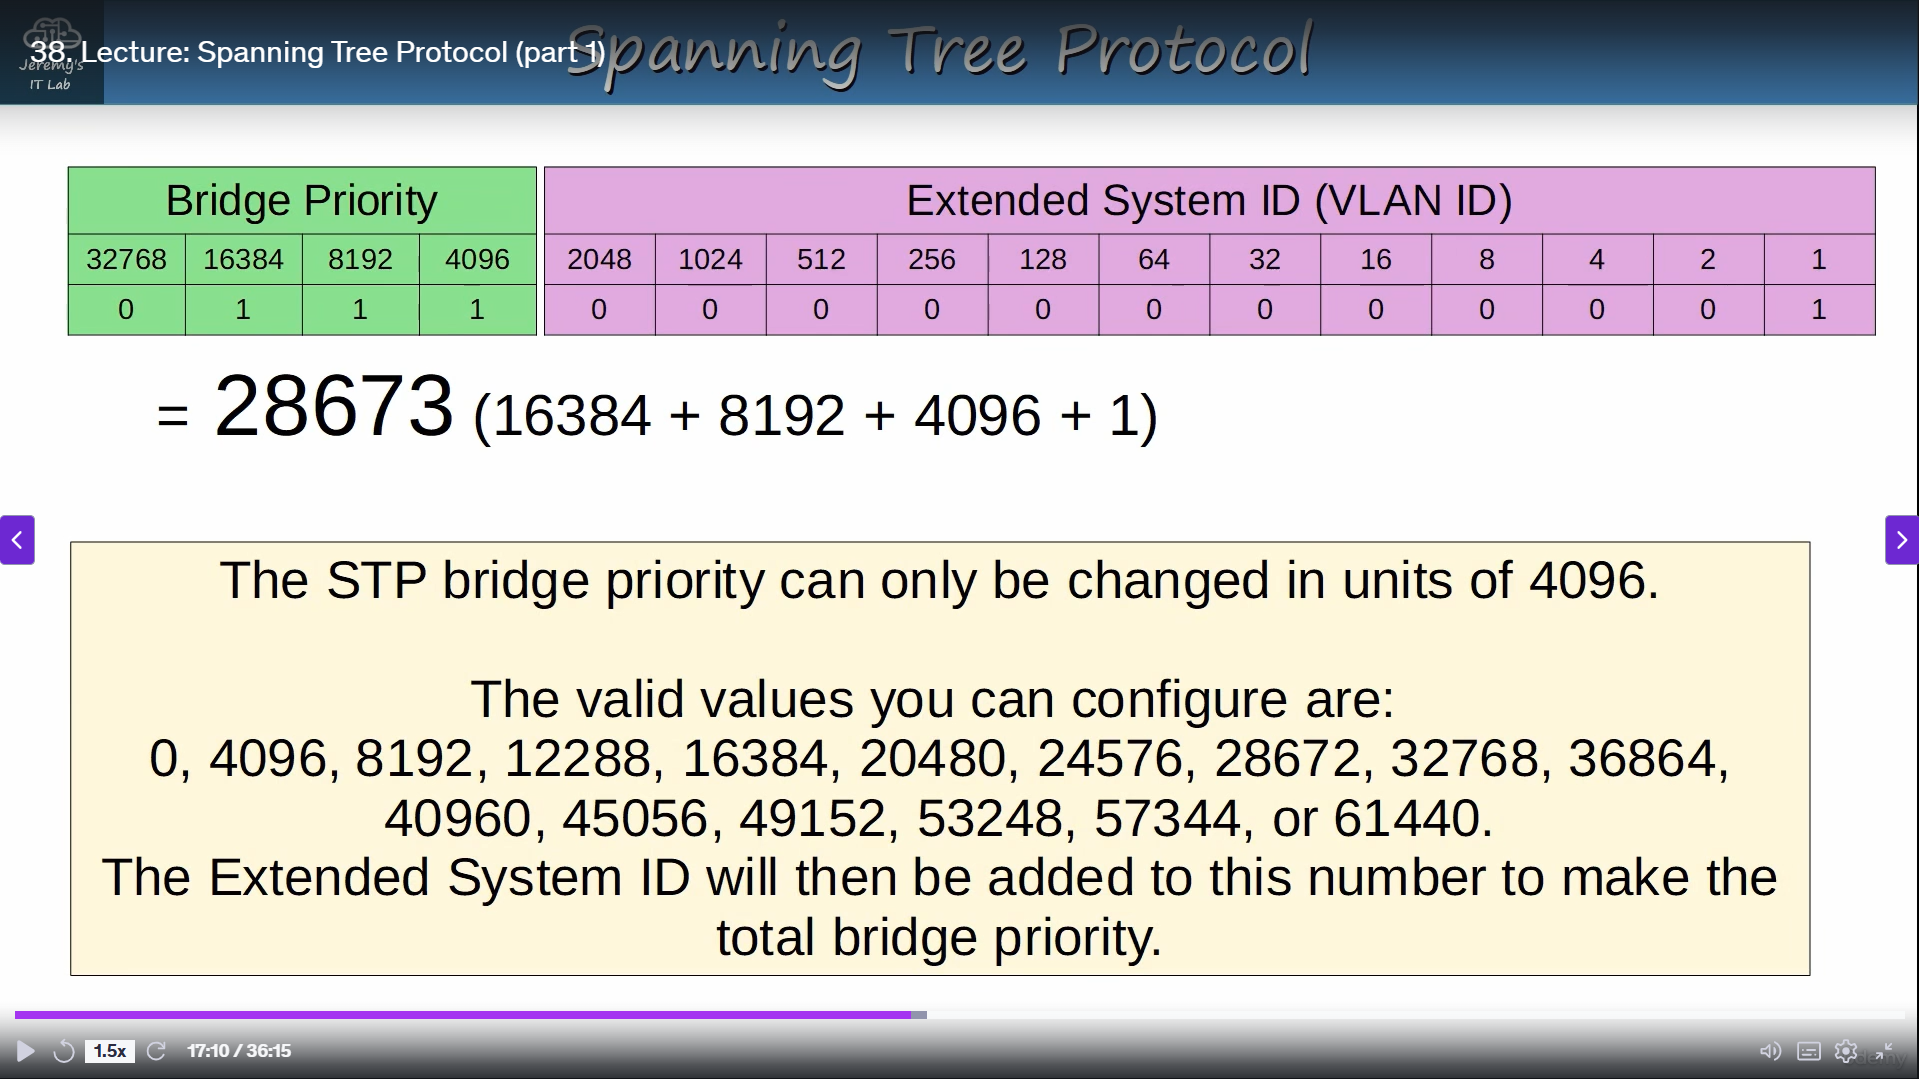 Spanning Tree Protocol
38. Lecture: Spanning Tree Protocol (part 1)
Jeremy's
IT Lab
Bridge Priority
Extended System ID (VLAN ID)
32768 16384 8192 4096 2048 1024 512 256 128 64 32 16 8 4 2 1
0 1 1 1 0 0 0 0 0 0 0 0 0 0 0 1
= 28673 (16384 + 8192 + 4096 + 1)
The STP bridge priority can only be changed in units of 4096.
The valid values you can configure are:
0, 4096, 8192, 12288, 16384, 20480, 24576, 28672, 32768, 36864,
40960, 45056, 49152, 53248, 57344, or 61440.
The Extended System ID will then be added to this number to make the
total bridge priority.
1.5x
17:10 / 36:15